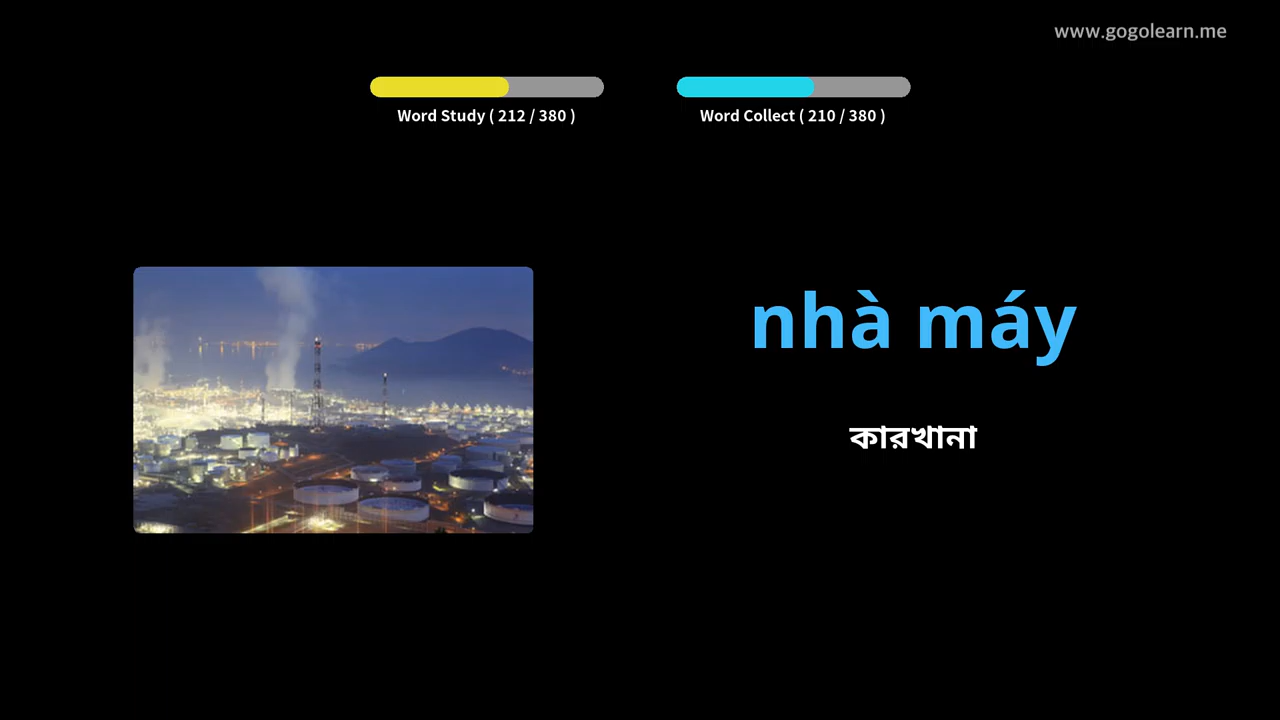 www.gogolearn.me
Word Study ( 212 / 380 )
Word Collect ( 210 / 380 )
nhà máy
কারখানা